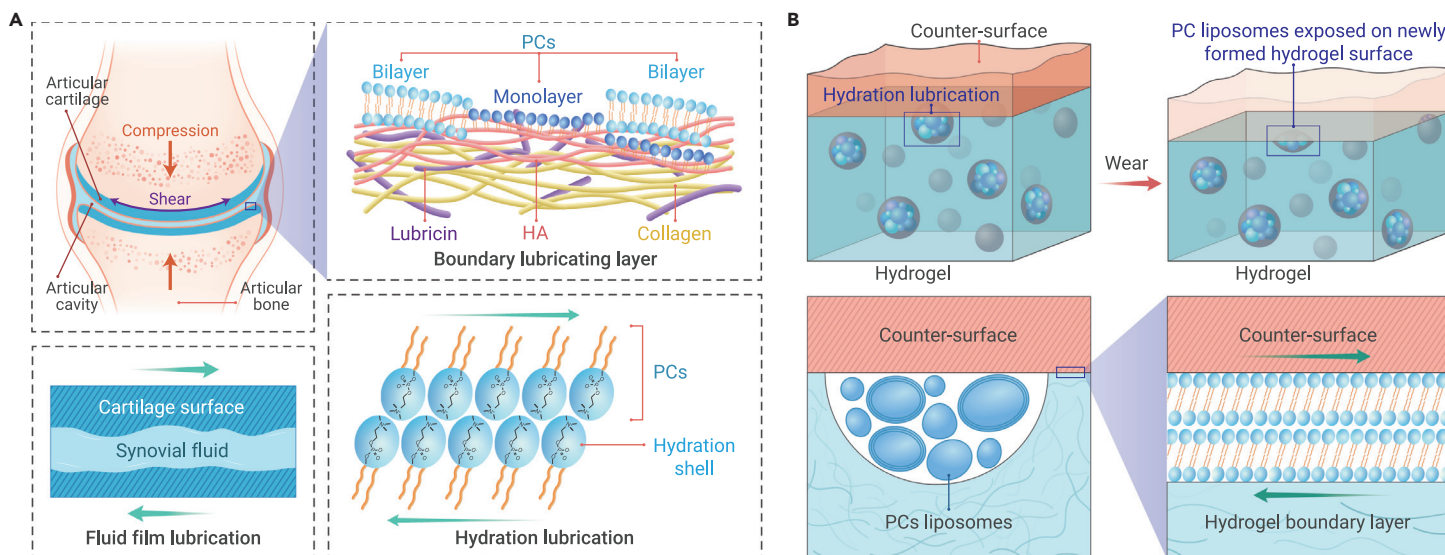 A
Articular
cartilage
Compression
Shear
Articular
cavity
Articular
bone
PCs
Bilayer
Monolayer
Bilayer
Lubricin
HA
Collagen
Boundary lubricating layer
Cartilage surface
Synovial fluid
Fluid film lubrication
PCs
Hydration
shell
Hydration lubrication
B
Counter-surface
Hydration lubrication
Hydrogel
Wear
PC liposomes exposed on newly
formed hydrogel surface
Hydrogel
Counter-surface
PCs liposomes
Counter-surface
Hydrogel boundary layer